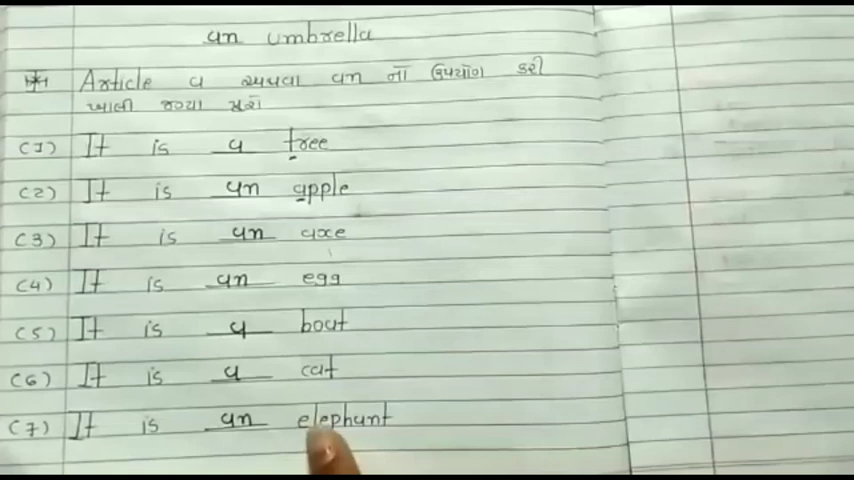 an umbrella
* Article a અથવા an નો ઉપયોગ કરી
ખાલી જગ્યા પૂરો
(1) It is a tree
(2) It is an apple
(3) It is an axe
(4) It is an egg
(5) It is a boat
(6) It is a cat
(7) It is an elephant